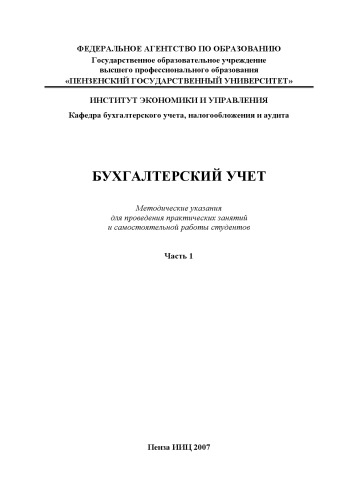 ФЕДЕРАЛЬНОЕ АГЕНТСТВО ПО ОБРАЗОВАНИЮ
Государственное образовательное учреждение
высшего профессионального образования
«ПЕНЗЕНСКИЙ ГОСУДАРСТВЕННЫЙ УНИВЕРСИТЕТ»
ИНСТИТУТ ЭКОНОМИКИ И УПРАВЛЕНИЯ
Кафедра бухгалтерского учета, налогообложения и аудита
БУХГАЛТЕРСКИЙ УЧЕТ
Методические указания
для проведения практических занятий
и самостоятельной работы студентов
Часть 1
Пенза ИИЦ 2007